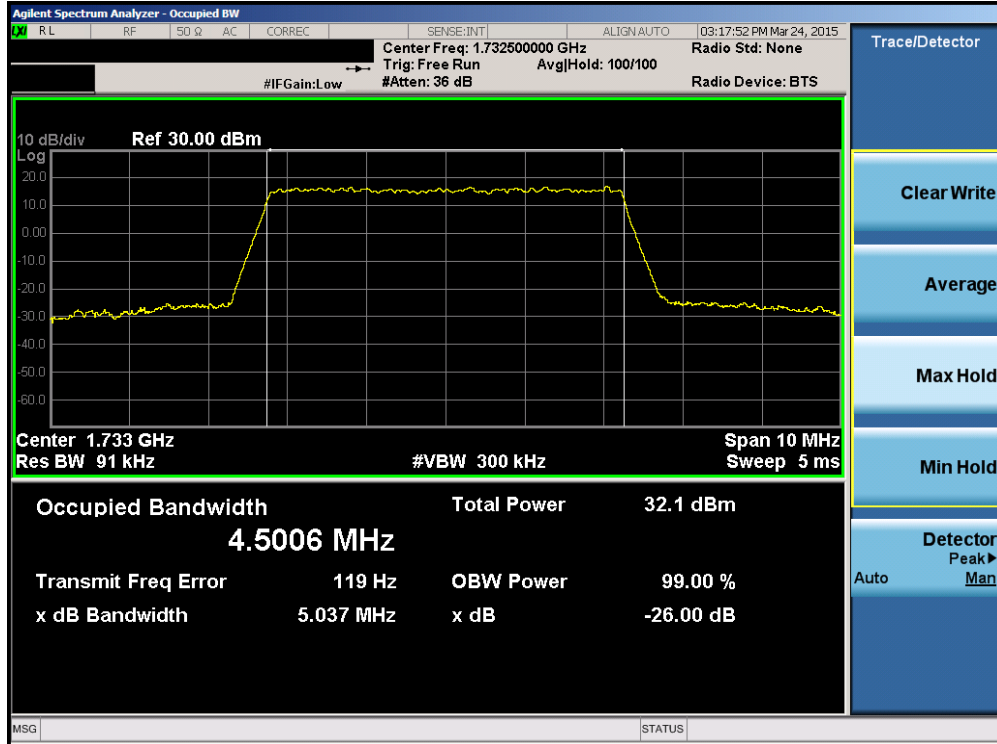 Agilent Spectrum Analyzer - Occupied BW
LXI RL RF 50 Ω AC CORREC SENSE:INT ALIGN AUTO 03:17:52 PM Mar 24, 2015
Center Freq: 1.732500000 GHz Radio Std: None
Trig: Free Run Avg|Hold: 100/100
#IFGain:Low #Atten: 36 dB Radio Device: BTS
Trace/Detector
10 dB/div Ref 30.00 dBm
Log
20.0
10.0
0.00
-10.0
-20.0
-30.0
-40.0
-50.0
-60.0
Center 1.733 GHz Span 10 MHz
Res BW 91 kHz #VBW 300 kHz Sweep 5 ms
Occupied Bandwidth Total Power 32.1 dBm
4.5006 MHz
Transmit Freq Error 119 Hz OBW Power 99.00 %
x dB Bandwidth 5.037 MHz x dB -26.00 dB
Clear Write
Average
Max Hold
Min Hold
Detector
Peak▶
Auto Man
MSG STATUS